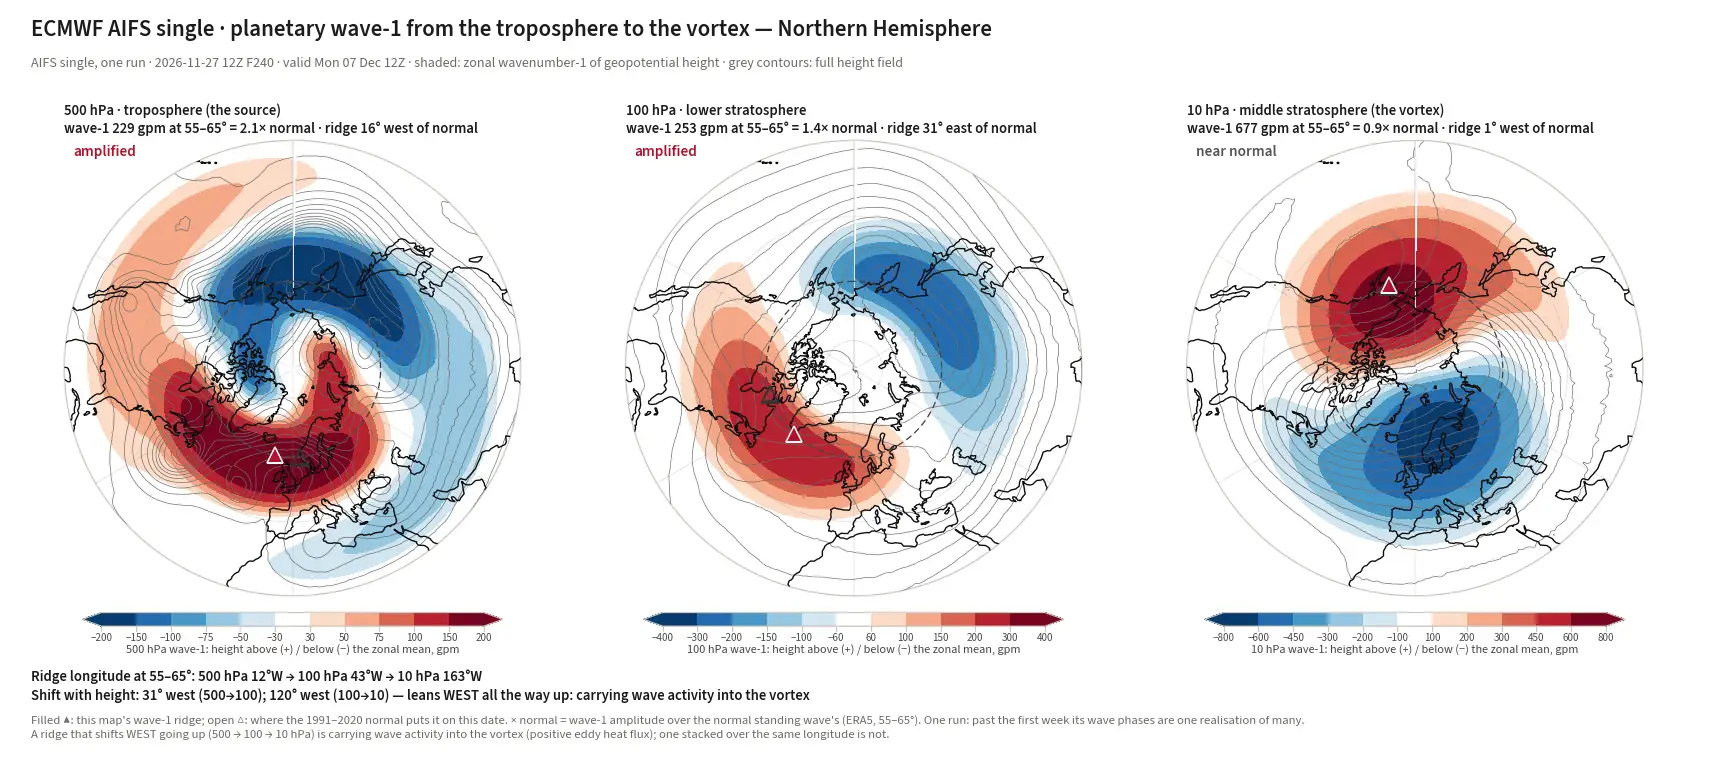 ECMWF AIFS single · planetary wave-1 from the troposphere to the vortex — Northern Hemisphere
AIFS single, one run · 2026-11-27 12Z F240 · valid Mon 07 Dec 12Z · shaded: zonal wavenumber-1 of geopotential height · grey contours: full height field
500 hPa · troposphere (the source)
wave-1 229 gpm at 55–65° = 2.1× normal · ridge 16° west of normal
amplified
100 hPa · lower stratosphere
wave-1 253 gpm at 55–65° = 1.4× normal · ridge 31° east of normal
amplified
10 hPa · middle stratosphere (the vortex)
wave-1 677 gpm at 55–65° = 0.9× normal · ridge 1° west of normal
near normal
−200 −150 −100 −75 −50 −30 30 50 75 100 150 200
500 hPa wave-1: height above (+) / below (−) the zonal mean, gpm
−400 −300 −200 −150 −100 −60 60 100 150 200 300 400
100 hPa wave-1: height above (+) / below (−) the zonal mean, gpm
−800 −600 −450 −300 −200 −100 100 200 300 450 600 800
10 hPa wave-1: height above (+) / below (−) the zonal mean, gpm
Ridge longitude at 55–65°: 500 hPa 12°W → 100 hPa 43°W → 10 hPa 163°W
Shift with height: 31° west (500→100); 120° west (100→10) — leans WEST all the way up: carrying wave activity into the vortex
Filled ▲: this map's wave-1 ridge; open △: where the 1991–2020 normal puts it on this date. × normal = wave-1 amplitude over the normal standing wave's (ERA5, 55–65°). One run: past the first week its wave phases are one realisation of many.
A ridge that shifts WEST going up (500 → 100 → 10 hPa) is carrying wave activity into the vortex (positive eddy heat flux); one stacked over the same longitude is not.